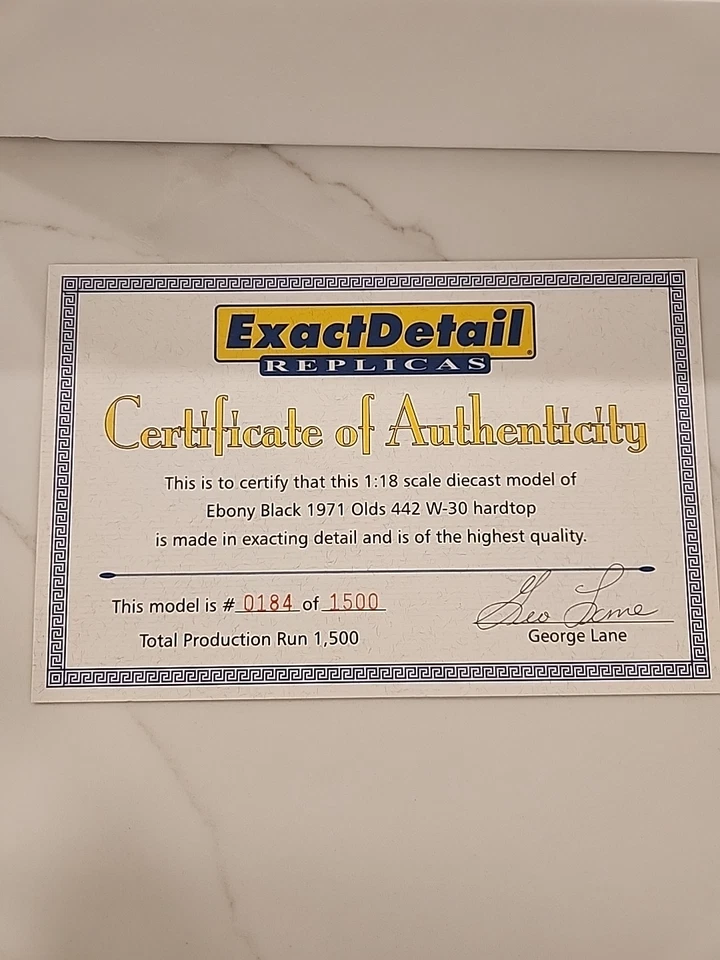 ExactDetail
REPLICAS
Certificate of Authenticity
This is to certify that this 1:18 scale diecast model of
Ebony Black 1971 Olds 442 W-30 hardtop
is made in exacting detail and is of the highest quality.
This model is # 0184 of 1500
Total Production Run 1,500
Geo Lane
George Lane